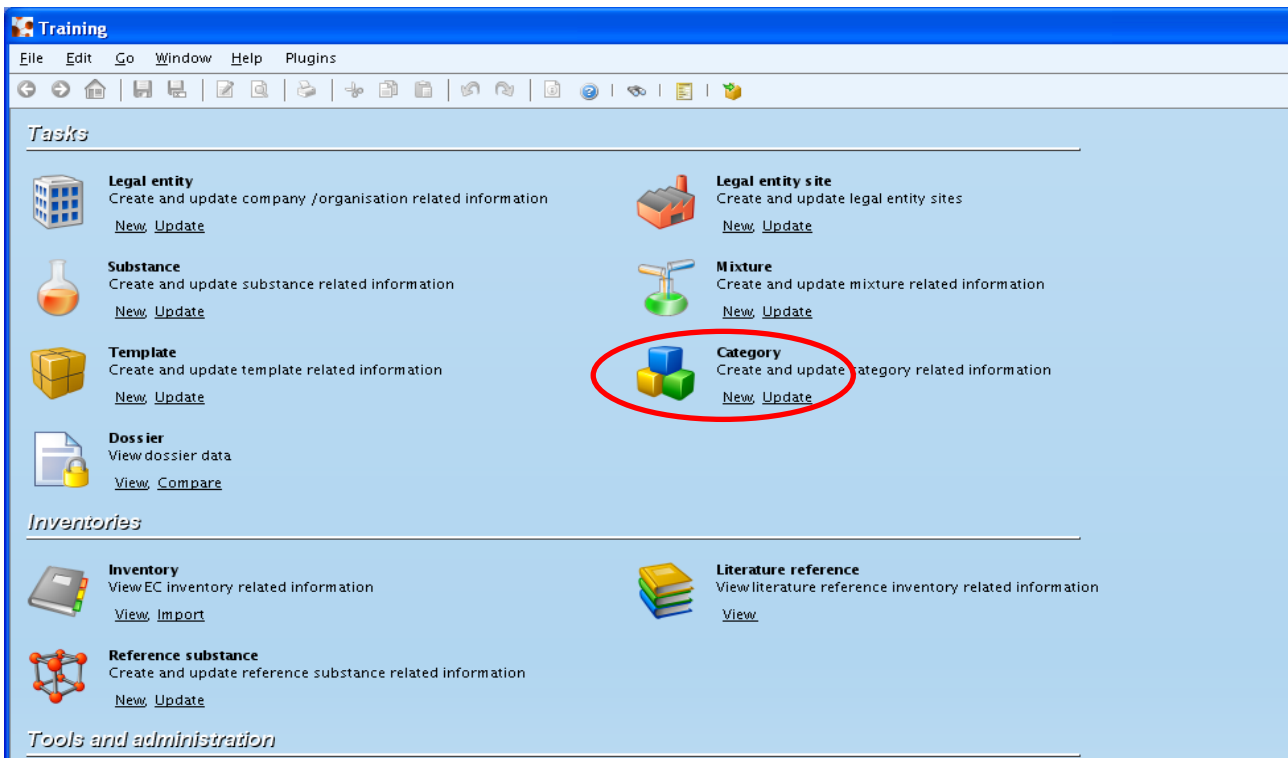 Training
File Edit Go Window Help Plugins
Tasks
Legal entity
Create and update company /organisation related information
New, Update
Legal entity site
Create and update legal entity sites
New, Update
Substance
Create and update substance related information
New, Update
Mixture
Create and update mixture related information
New, Update
Template
Create and update template related information
New, Update
Category
Create and update category related information
New, Update
Dossier
View dossier data
View, Compare
Inventories
Inventory
View EC inventory related information
View, Import
Literature reference
View literature reference inventory related information
View
Reference substance
Create and update reference substance related information
New, Update
Tools and administration